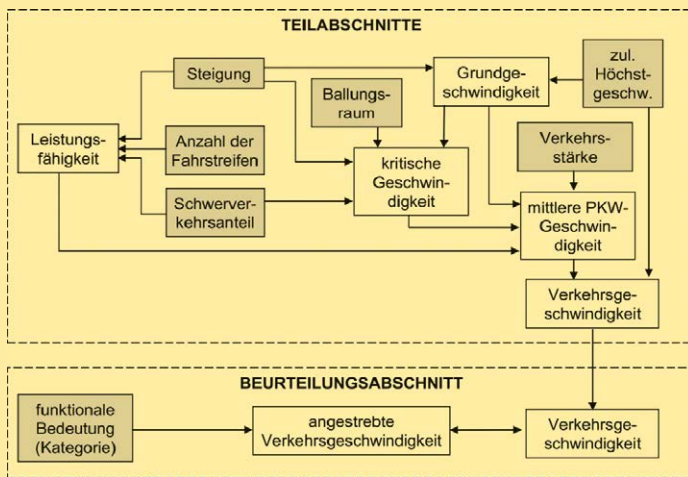 TEILABSCHNITTE
Steigung
Grundge-
schwindigkeit
zul.
Höchst-
geschw.
Ballungs-
raum
Leistungs-
fähigkeit
Anzahl der
Fahrstreifen
Verkehrs-
stärke
kritische
Geschwin-
digkeit
Schwerver-
kehrsanteil
mittlere PKW-
Geschwin-
digkeit
Verkehrsge-
schwindigkeit
BEURTEILUNGSABSCHNITT
funktionale
Bedeutung
(Kategorie)
angestrebte
Verkehrsgeschwindigkeit
Verkehrsge-
schwindigkeit